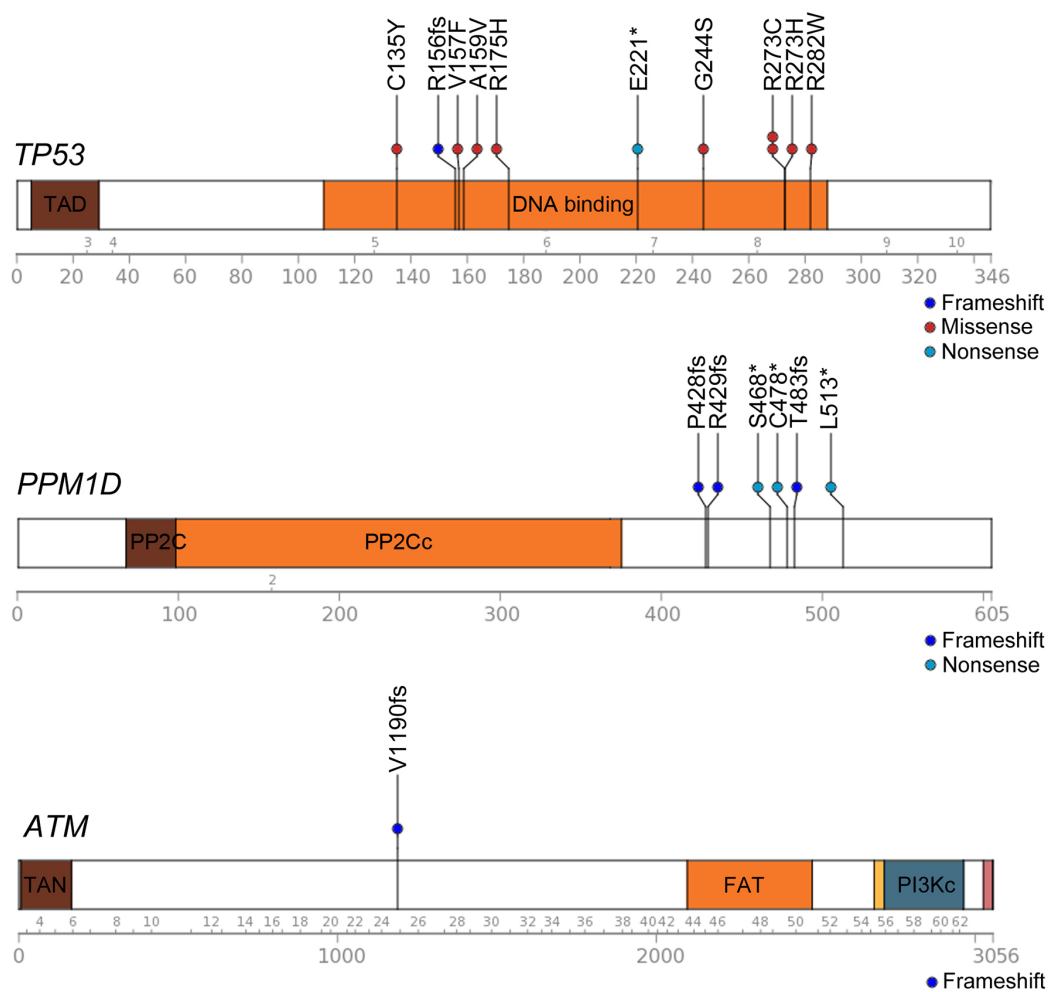 C135Y R156fs V157F A159V R175H E221* G244S R273C R273H R282W
TP53
TAD DNA binding
3 4 5 6 7 8 9 10
0 20 40 60 80 100 120 140 160 180 200 220 240 260 280 300 320 346
Frameshift
Missense
Nonsense
P428fs R429fs S468* C478* T483fs L513*
PPM1D
PP2C PP2Cc
2
0 100 200 300 400 500 605
Frameshift
Nonsense
V1190fs
ATM
TAN FAT PI3Kc
4 6 8 10 12 14 16 18 20 22 24 26 28 30 32 34 36 38 40 42 44 46 48 50 52 54 56 58 60 62
0 1000 2000 3056
Frameshift